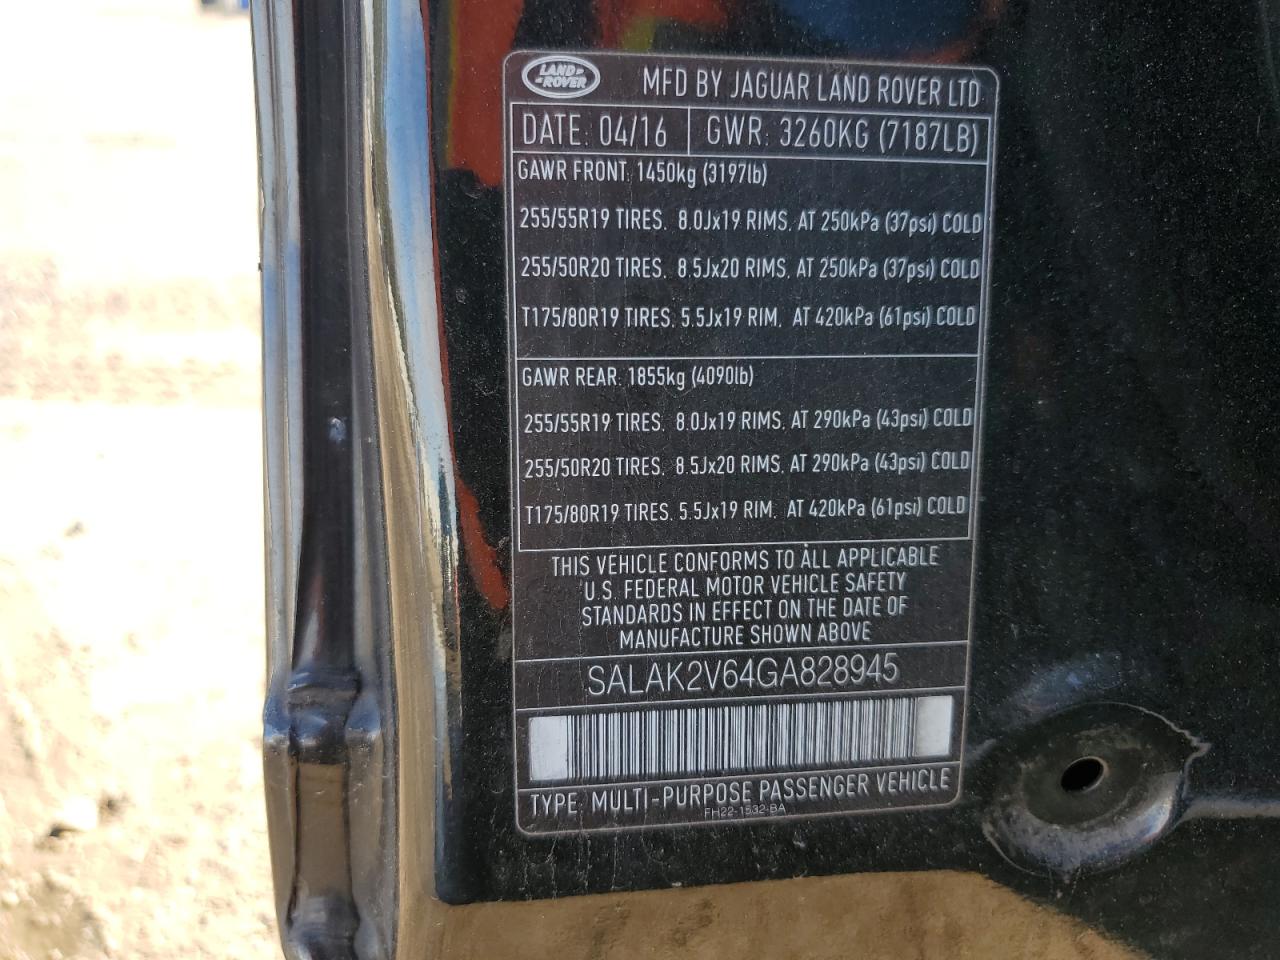 LAND ROVER
MFD BY JAGUAR LAND ROVER LTD
DATE: 04/16 GWR: 3260KG (7187LB)
GAWR FRONT: 1450kg (3197lb)
255/55R19 TIRES, 8.0Jx19 RIMS, AT 250kPa (37psi) COLD
255/50R20 TIRES, 8.5Jx20 RIMS, AT 250kPa (37psi) COLD
T175/80R19 TIRES, 5.5Jx19 RIM, AT 420kPa (61psi) COLD
GAWR REAR: 1855kg (4090lb)
255/55R19 TIRES, 8.0Jx19 RIMS, AT 290kPa (43psi) COLD
255/50R20 TIRES, 8.5Jx20 RIMS, AT 290kPa (43psi) COLD
T175/80R19 TIRES, 5.5Jx19 RIM, AT 420kPa (61psi) COLD
THIS VEHICLE CONFORMS TO ALL APPLICABLE
U.S. FEDERAL MOTOR VEHICLE SAFETY
STANDARDS IN EFFECT ON THE DATE OF
MANUFACTURE SHOWN ABOVE
SALAK2V64GA828945
TYPE: MULTI-PURPOSE PASSENGER VEHICLE
FH22-1532-BA